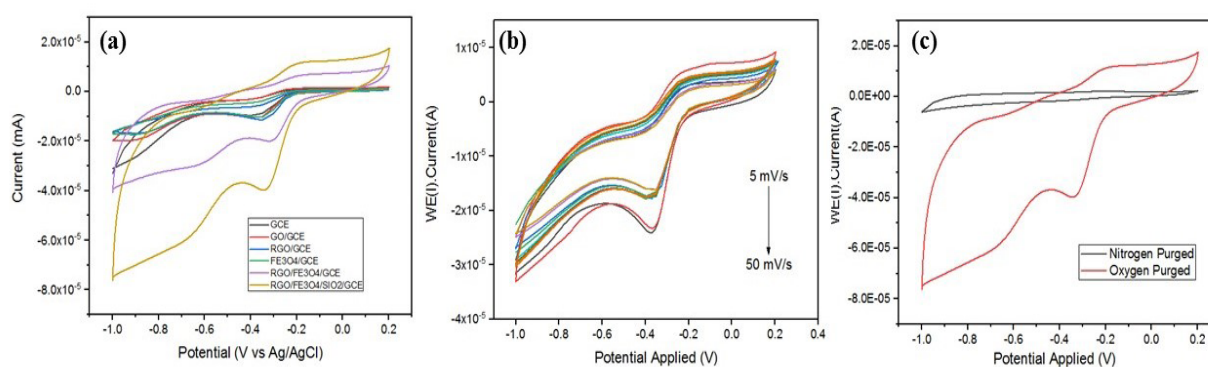 (a)
2.0x10⁻⁵
0.0
-2.0x10⁻⁵
-4.0x10⁻⁵
-6.0x10⁻⁵
-8.0x10⁻⁵
Current (mA)
GCE
GO/GCE
RGO/GCE
FE3O4/GCE
RGO/FE3O4/GCE
RGO/FE3O4/SIO2/GCE
-1.0 -0.8 -0.6 -0.4 -0.2 0.0 0.2
Potential (V vs Ag/AgCl)
(b)
1x10⁻⁵
0
-1x10⁻⁵
-2x10⁻⁵
-3x10⁻⁵
-4x10⁻⁵
WE(I).Current(A)
5 mV/s
50 mV/s
-1.0 -0.8 -0.6 -0.4 -0.2 0.0 0.2 0.4
Potential Applied (V)
(c)
2.0E-05
0.0E+00
-2.0E-05
-4.0E-05
-6.0E-05
-8.0E-05
WE(I).Current(A)
Nitrogen Purged
Oxygen Purged
-1.0 -0.8 -0.6 -0.4 -0.2 0.0 0.2
Potential Applied (V)